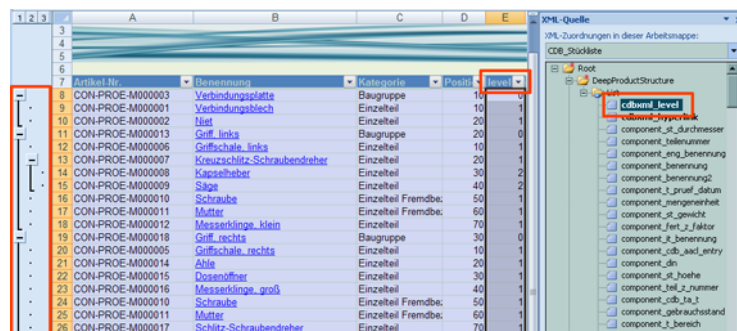 1 2 3 A B C D E
3
4
5
6
7 Artikel-Nr. Benennung Kategorie level
8 CON-PROE-M000003 Verbindungsplatte Baugruppe 10 0
9 CON-PROE-M000001 Verbindungsblech Einzelteil 10 1
10 CON-PROE-M000002 Niet Einzelteil 20 1
11 CON-PROE-M000013 Griff, links Baugruppe 20 0
12 CON-PROE-M000006 Griffschale, links Einzelteil 10 1
13 CON-PROE-M000007 Kreuzschlitz-Schraubendreher Einzelteil 20 1
14 CON-PROE-M000008 Kapselheber Einzelteil 30 2
15 CON-PROE-M000009 Säge Einzelteil 40 2
16 CON-PROE-M000010 Schraube Einzelteil Fremdbe 50 1
17 CON-PROE-M000011 Mutter Einzelteil Fremdbe 60 1
18 CON-PROE-M000012 Messerklinge, klein Einzelteil 70 1
19 CON-PROE-M000018 Griff, rechts Baugruppe 30 0
20 CON-PROE-M000005 Griffschale, rechts Einzelteil 10 1
21 CON-PROE-M000014 Ahle Einzelteil 20 1
22 CON-PROE-M000015 Dosenöffner Einzelteil 30 1
23 CON-PROE-M000016 Messerklinge, groß Einzelteil 40 1
24 CON-PROE-M000010 Schraube Einzelteil Fremdbe 50 1
25 CON-PROE-M000011 Mutter Einzelteil Fremdbe 60 1
26 CON-PROE-M000017 Schlitz-Schraubendreher Einzelteil 70 1
XML-Quelle
XML-Zuordnungen in dieser Arbeitsmappe:
CDB_Stückliste
Root
DeepProductStructure
List
cdbxml_level
cdbxml_hyperlink
component_st_durchmesser
component_teilenummer
component_eng_benennung
component_benennung
component_benennung2
component_t_pruef_datum
component_mengeneinheit
component_st_gewicht
component_fert_z_faktor
component_it_benennung
component_cdb_aacl_entry
component_din
component_st_hoehe
component_teil_z_nummer
component_cdb_ta_t
component_gebrauchsstand
component_t_bereich